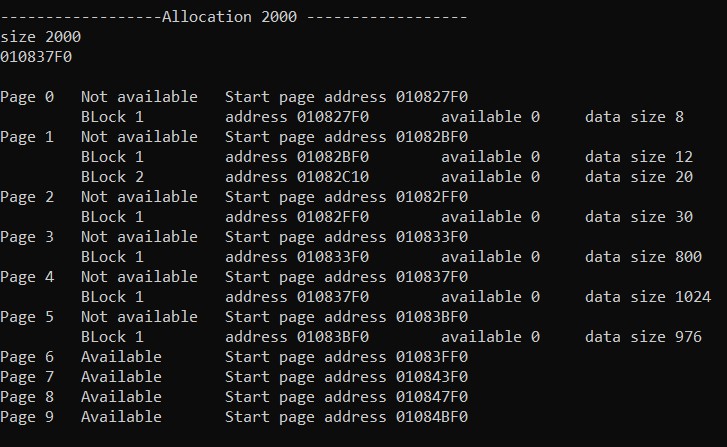 ------------------Allocation 2000 ------------------
size 2000
010837F0
Page 0 Not available Start page address 010827F0
BLock 1 address 010827F0 available 0 data size 8
Page 1 Not available Start page address 01082BF0
BLock 1 address 01082BF0 available 0 data size 12
BLock 2 address 01082C10 available 0 data size 20
Page 2 Not available Start page address 01082FF0
BLock 1 address 01082FF0 available 0 data size 30
Page 3 Not available Start page address 010833F0
BLock 1 address 010833F0 available 0 data size 800
Page 4 Not available Start page address 010837F0
BLock 1 address 010837F0 available 0 data size 1024
Page 5 Not available Start page address 01083BF0
BLock 1 address 01083BF0 available 0 data size 976
Page 6 Available Start page address 01083FF0
Page 7 Available Start page address 010843F0
Page 8 Available Start page address 010847F0
Page 9 Available Start page address 01084BF0